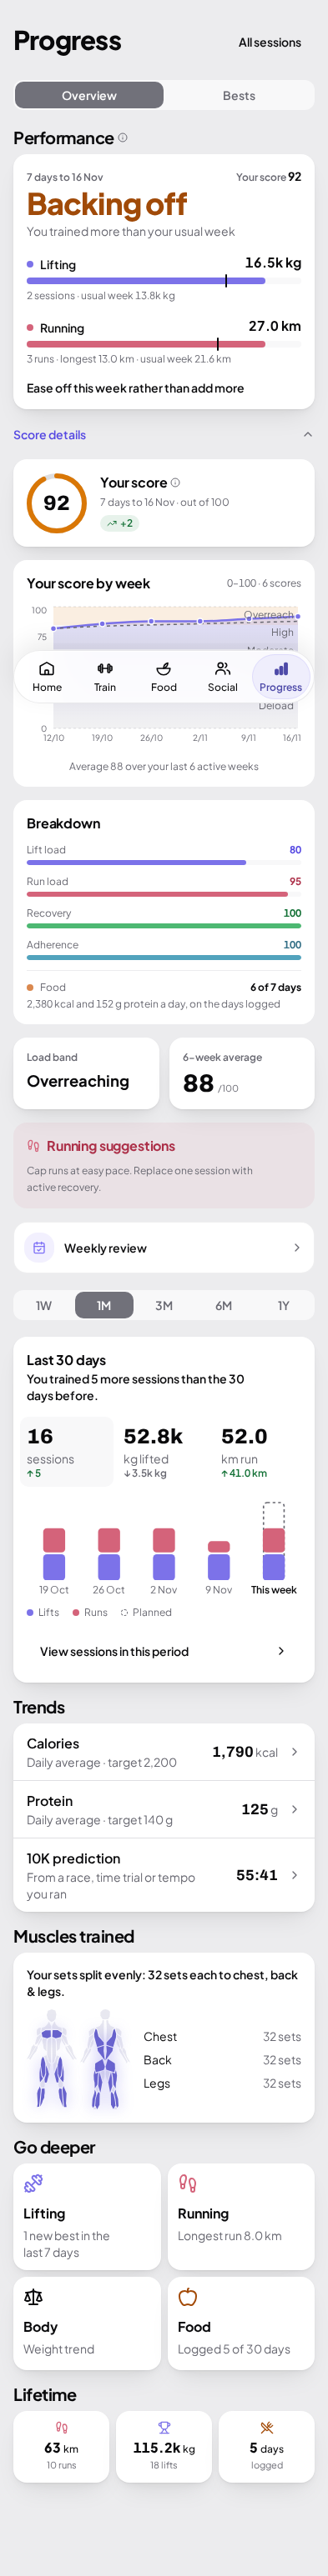 Progress
All sessions
Overview
Bests
Performance
7 days to 16 Nov
Your score 92
Backing off
You trained more than your usual week
Lifting
16.5k kg
2 sessions · usual week 13.8k kg
Running
27.0 km
3 runs · longest 13.0 km · usual week 21.6 km
Ease off this week rather than add more
Score details
92
Your score
7 days to 16 Nov · out of 100
+2
Your score by week
0–100 · 6 scores
100
Overreach
High
75
Home
Train
Food
Social
Progress
Deload
0
12/10
19/10
26/10
2/11
9/11
16/11
Average 88 over your last 6 active weeks
Breakdown
Lift load
80
Run load
95
Recovery
100
Adherence
100
Food
6 of 7 days
2,380 kcal and 152 g protein a day, on the days logged
Load band
Overreaching
6-week average
88 /100
Running suggestions
Cap runs at easy pace. Replace one session with
active recovery.
Weekly review
1W
1M
3M
6M
1Y
Last 30 days
You trained 5 more sessions than the 30
days before.
16
sessions
↑ 5
52.8k
kg lifted
↓ 3.5k kg
52.0
km run
↑ 41.0 km
19 Oct
26 Oct
2 Nov
9 Nov
This week
Lifts
Runs
Planned
View sessions in this period
Trends
Calories
Daily average · target 2,200
1,790 kcal
Protein
Daily average · target 140 g
125 g
10K prediction
From a race, time trial or tempo
you ran
55:41
Muscles trained
Your sets split evenly: 32 sets each to chest, back
& legs.
Chest
32 sets
Back
32 sets
Legs
32 sets
Go deeper
Lifting
1 new best in the
last 7 days
Running
Longest run 8.0 km
Body
Weight trend
Food
Logged 5 of 30 days
Lifetime
63 km
10 runs
115.2k kg
18 lifts
5 days
logged